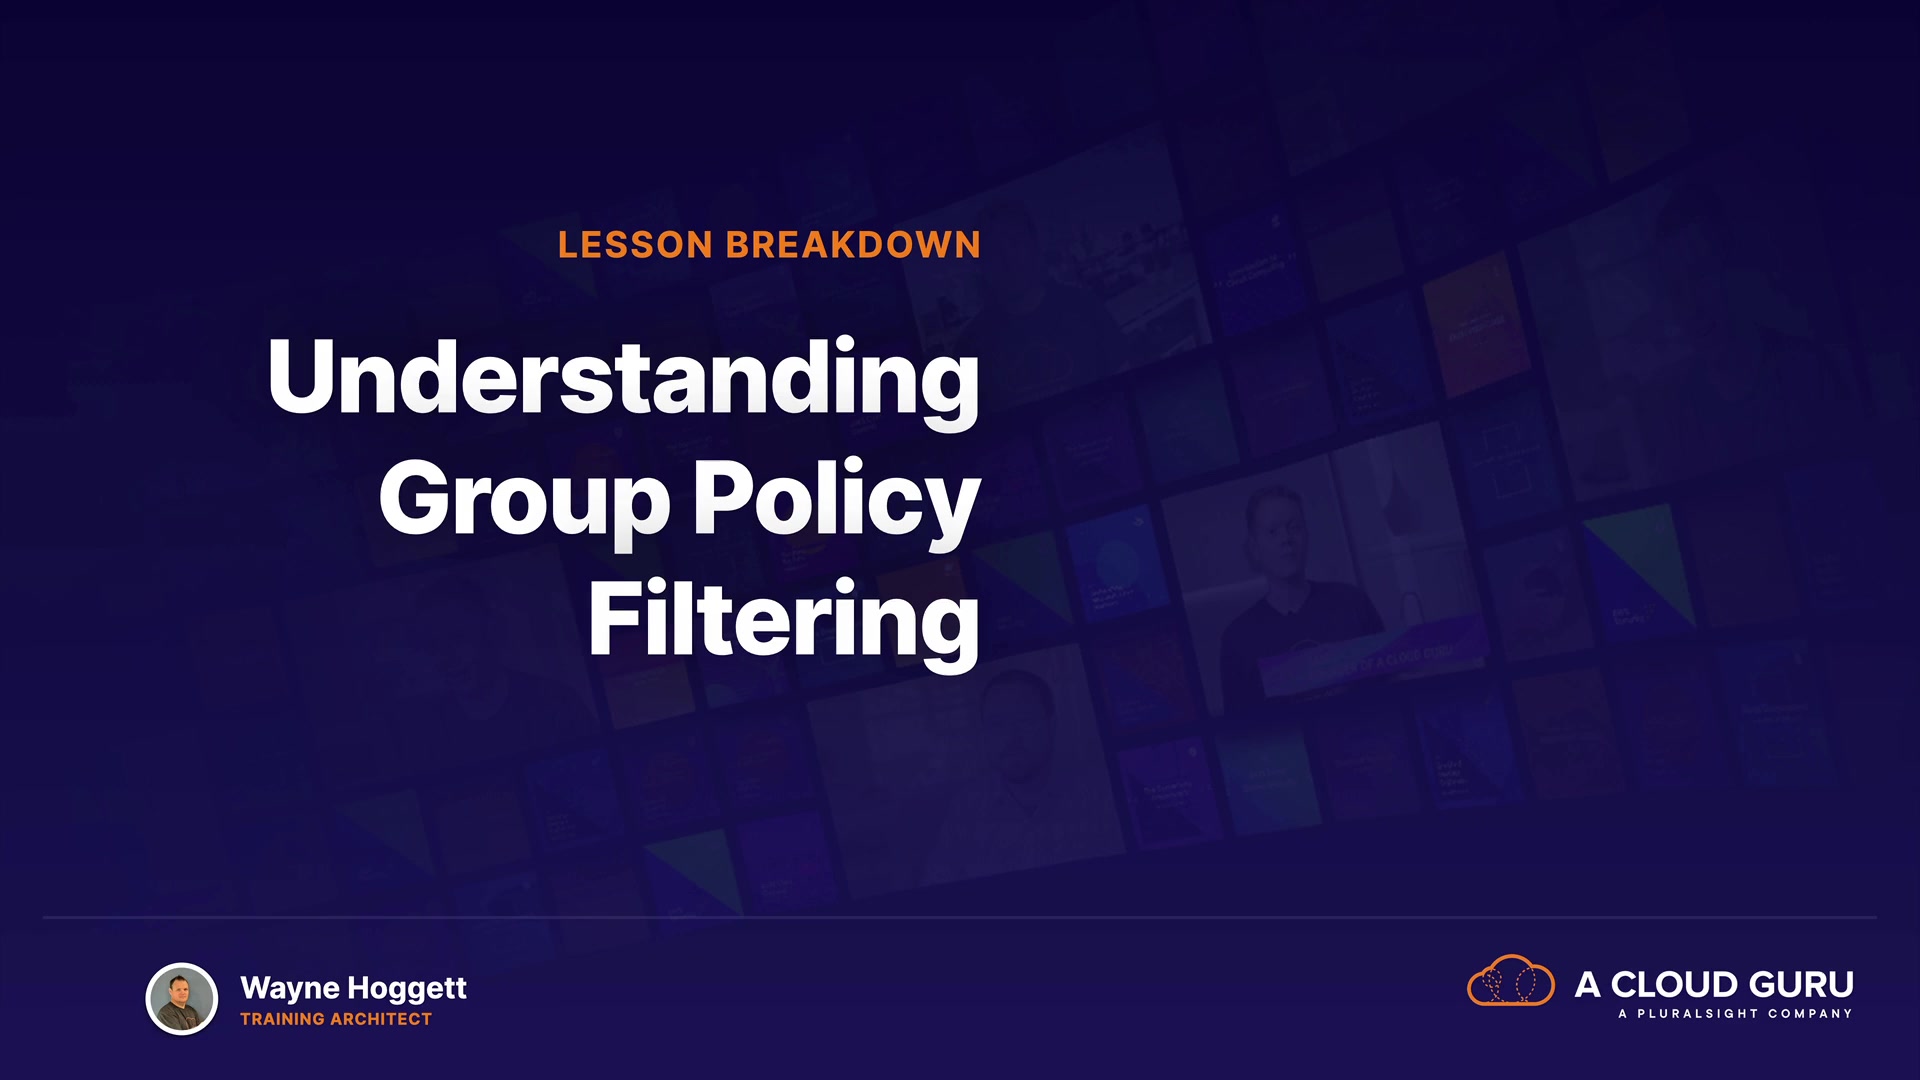 LESSON BREAKDOWN
Understanding
Group Policy
Filtering
Wayne Hoggett
TRAINING ARCHITECT
A CLOUD GURU
A PLURALSIGHT COMPANY